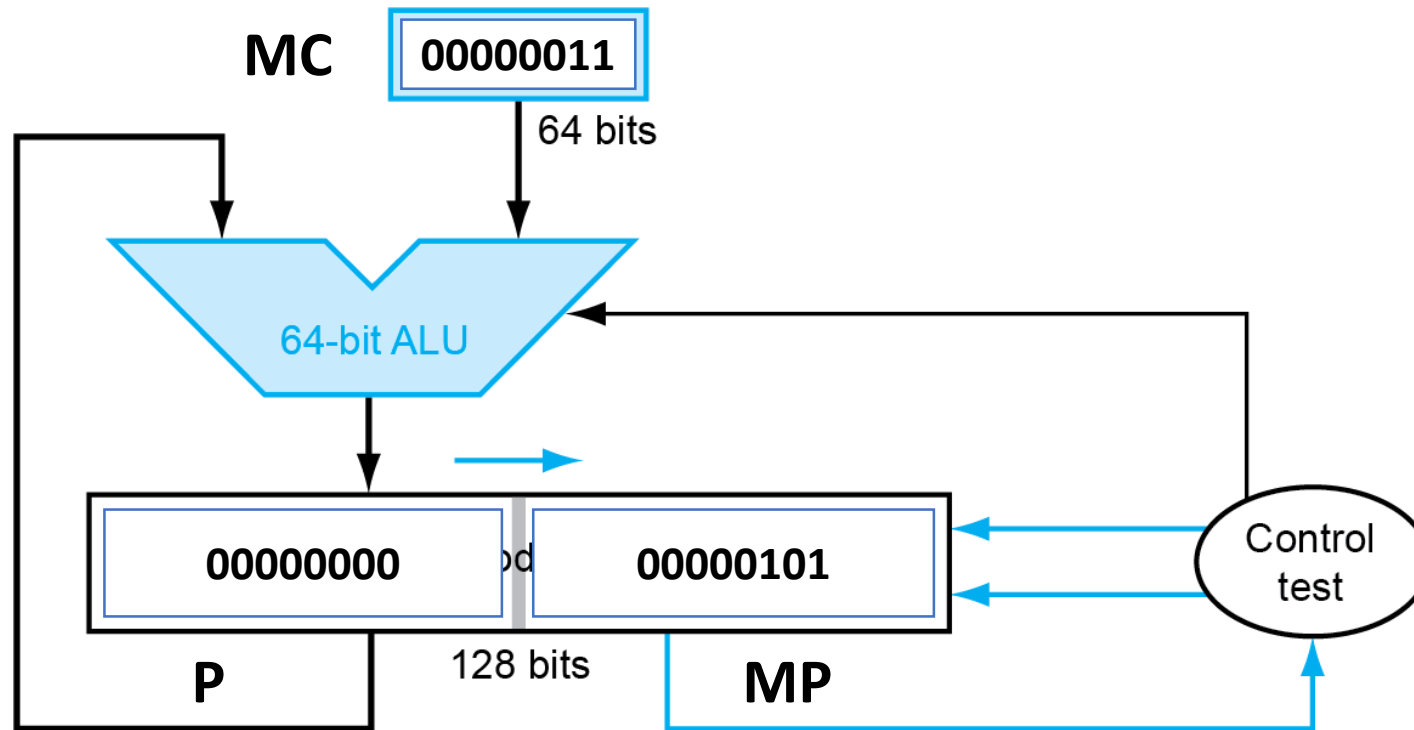 MC
00000011
64 bits
64-bit ALU
00000000
00000101
Control
test
P
128 bits
MP